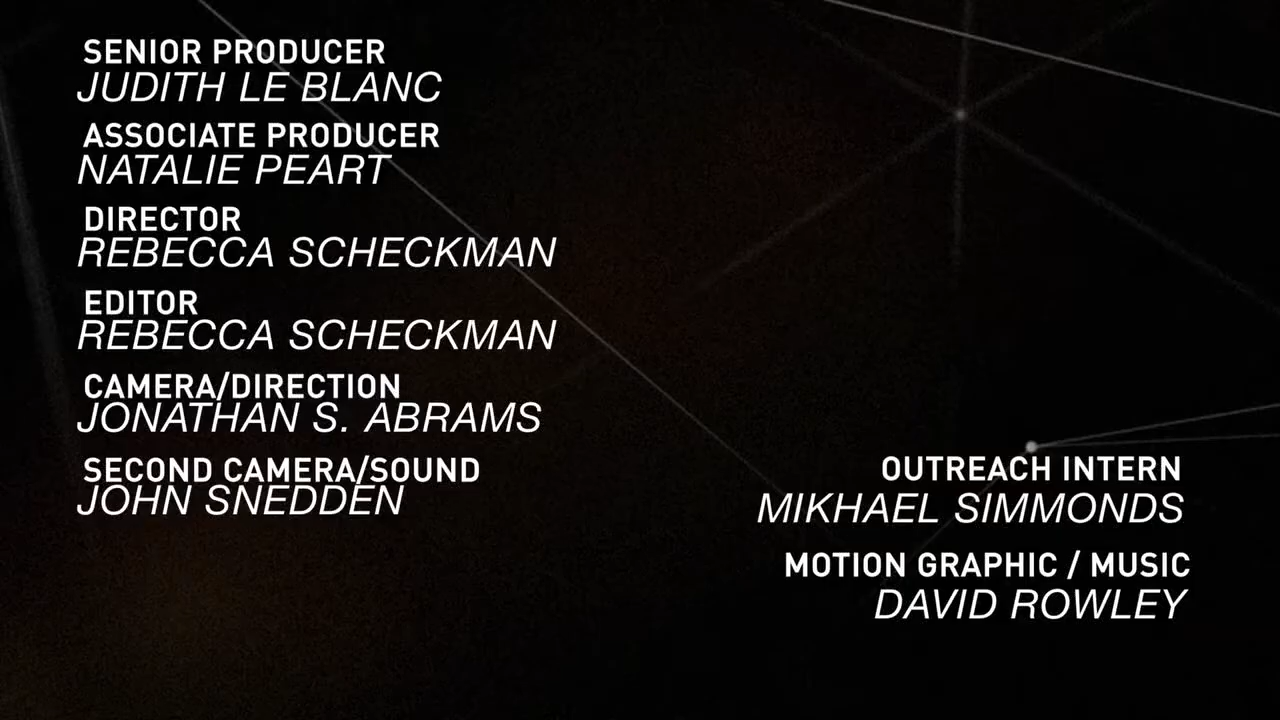 SENIOR PRODUCER
JUDITH LE BLANC
ASSOCIATE PRODUCER
NATALIE PEART
DIRECTOR
REBECCA SCHECKMAN
EDITOR
REBECCA SCHECKMAN
CAMERA/DIRECTION
JONATHAN S. ABRAMS
SECOND CAMERA/SOUND
JOHN SNEDDEN
OUTREACH INTERN
MIKHAEL SIMMONDS
MOTION GRAPHIC / MUSIC
DAVID ROWLEY